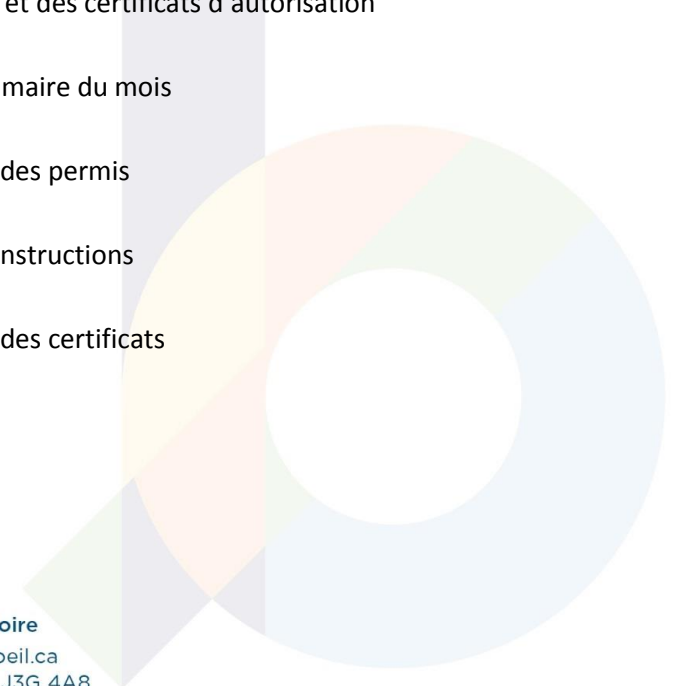 et des certificats d'autorisation
maire du mois
des permis
nstructions
des certificats
oire
beil.ca
J3G 4A8